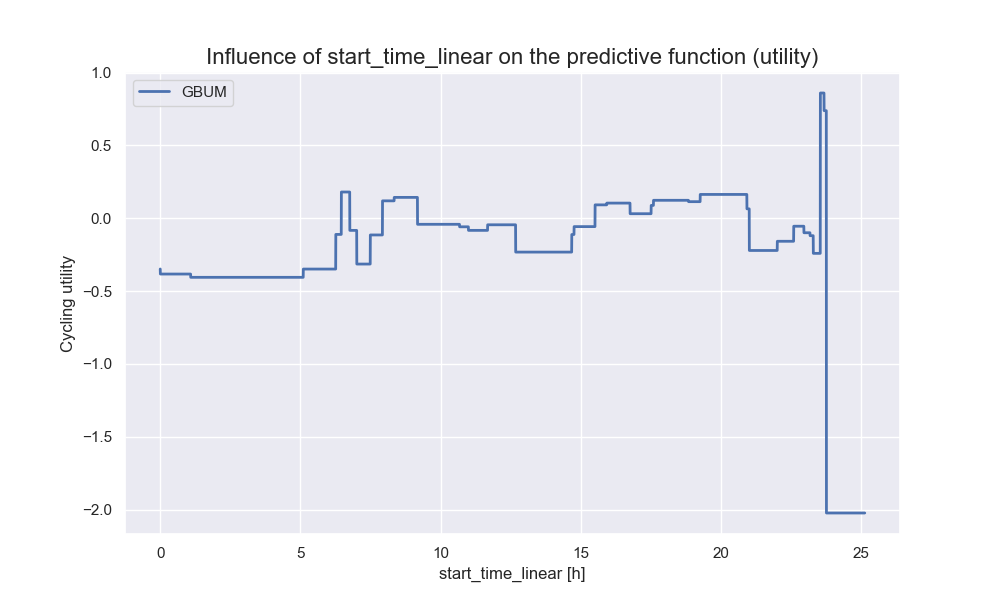 Influence of start_time_linear on the predictive function (utility)
GBUM
1.0
0.5
0.0
−0.5
−1.0
−1.5
−2.0
Cycling utility
0 5 10 15 20 25
start_time_linear [h]